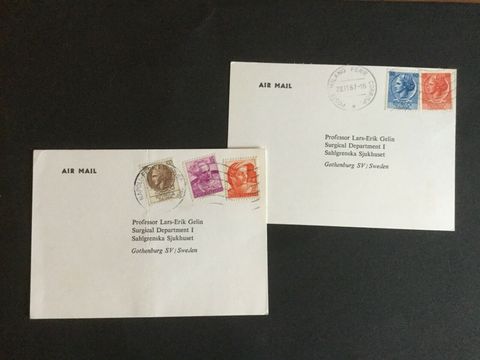 AIR MAIL
Professor Lars-Erik Gelin
Surgical Department I
Sahlgrenska Sjukhuset
Gothenburg SV/Sweden
AIR MAIL
Professor Lars-Erik Gelin
Surgical Department I
Sahlgrenska Sjukhuset
Gothenburg SV/Sweden